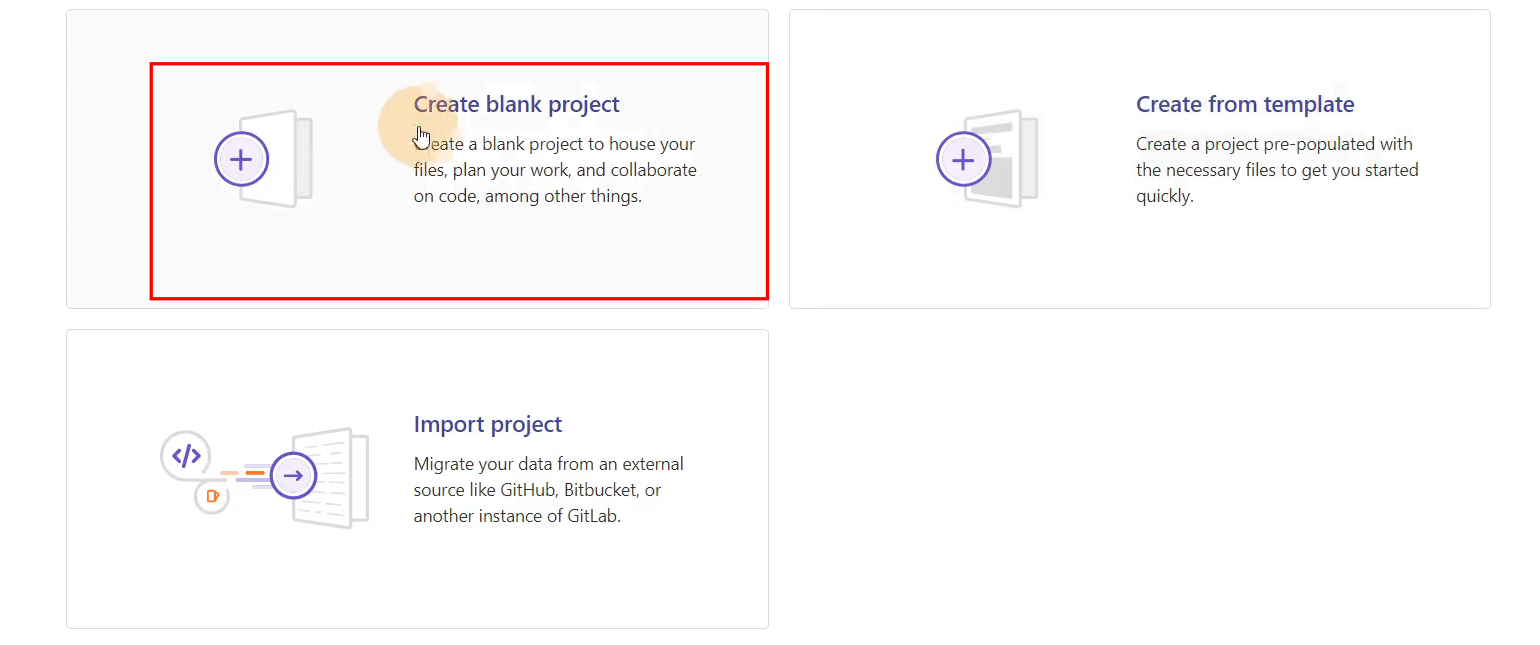 Create blank project
Create a blank project to house your
files, plan your work, and collaborate
on code, among other things.
Create from template
Create a project pre-populated with
the necessary files to get you started
quickly.
Import project
Migrate your data from an external
source like GitHub, Bitbucket, or
another instance of GitLab.